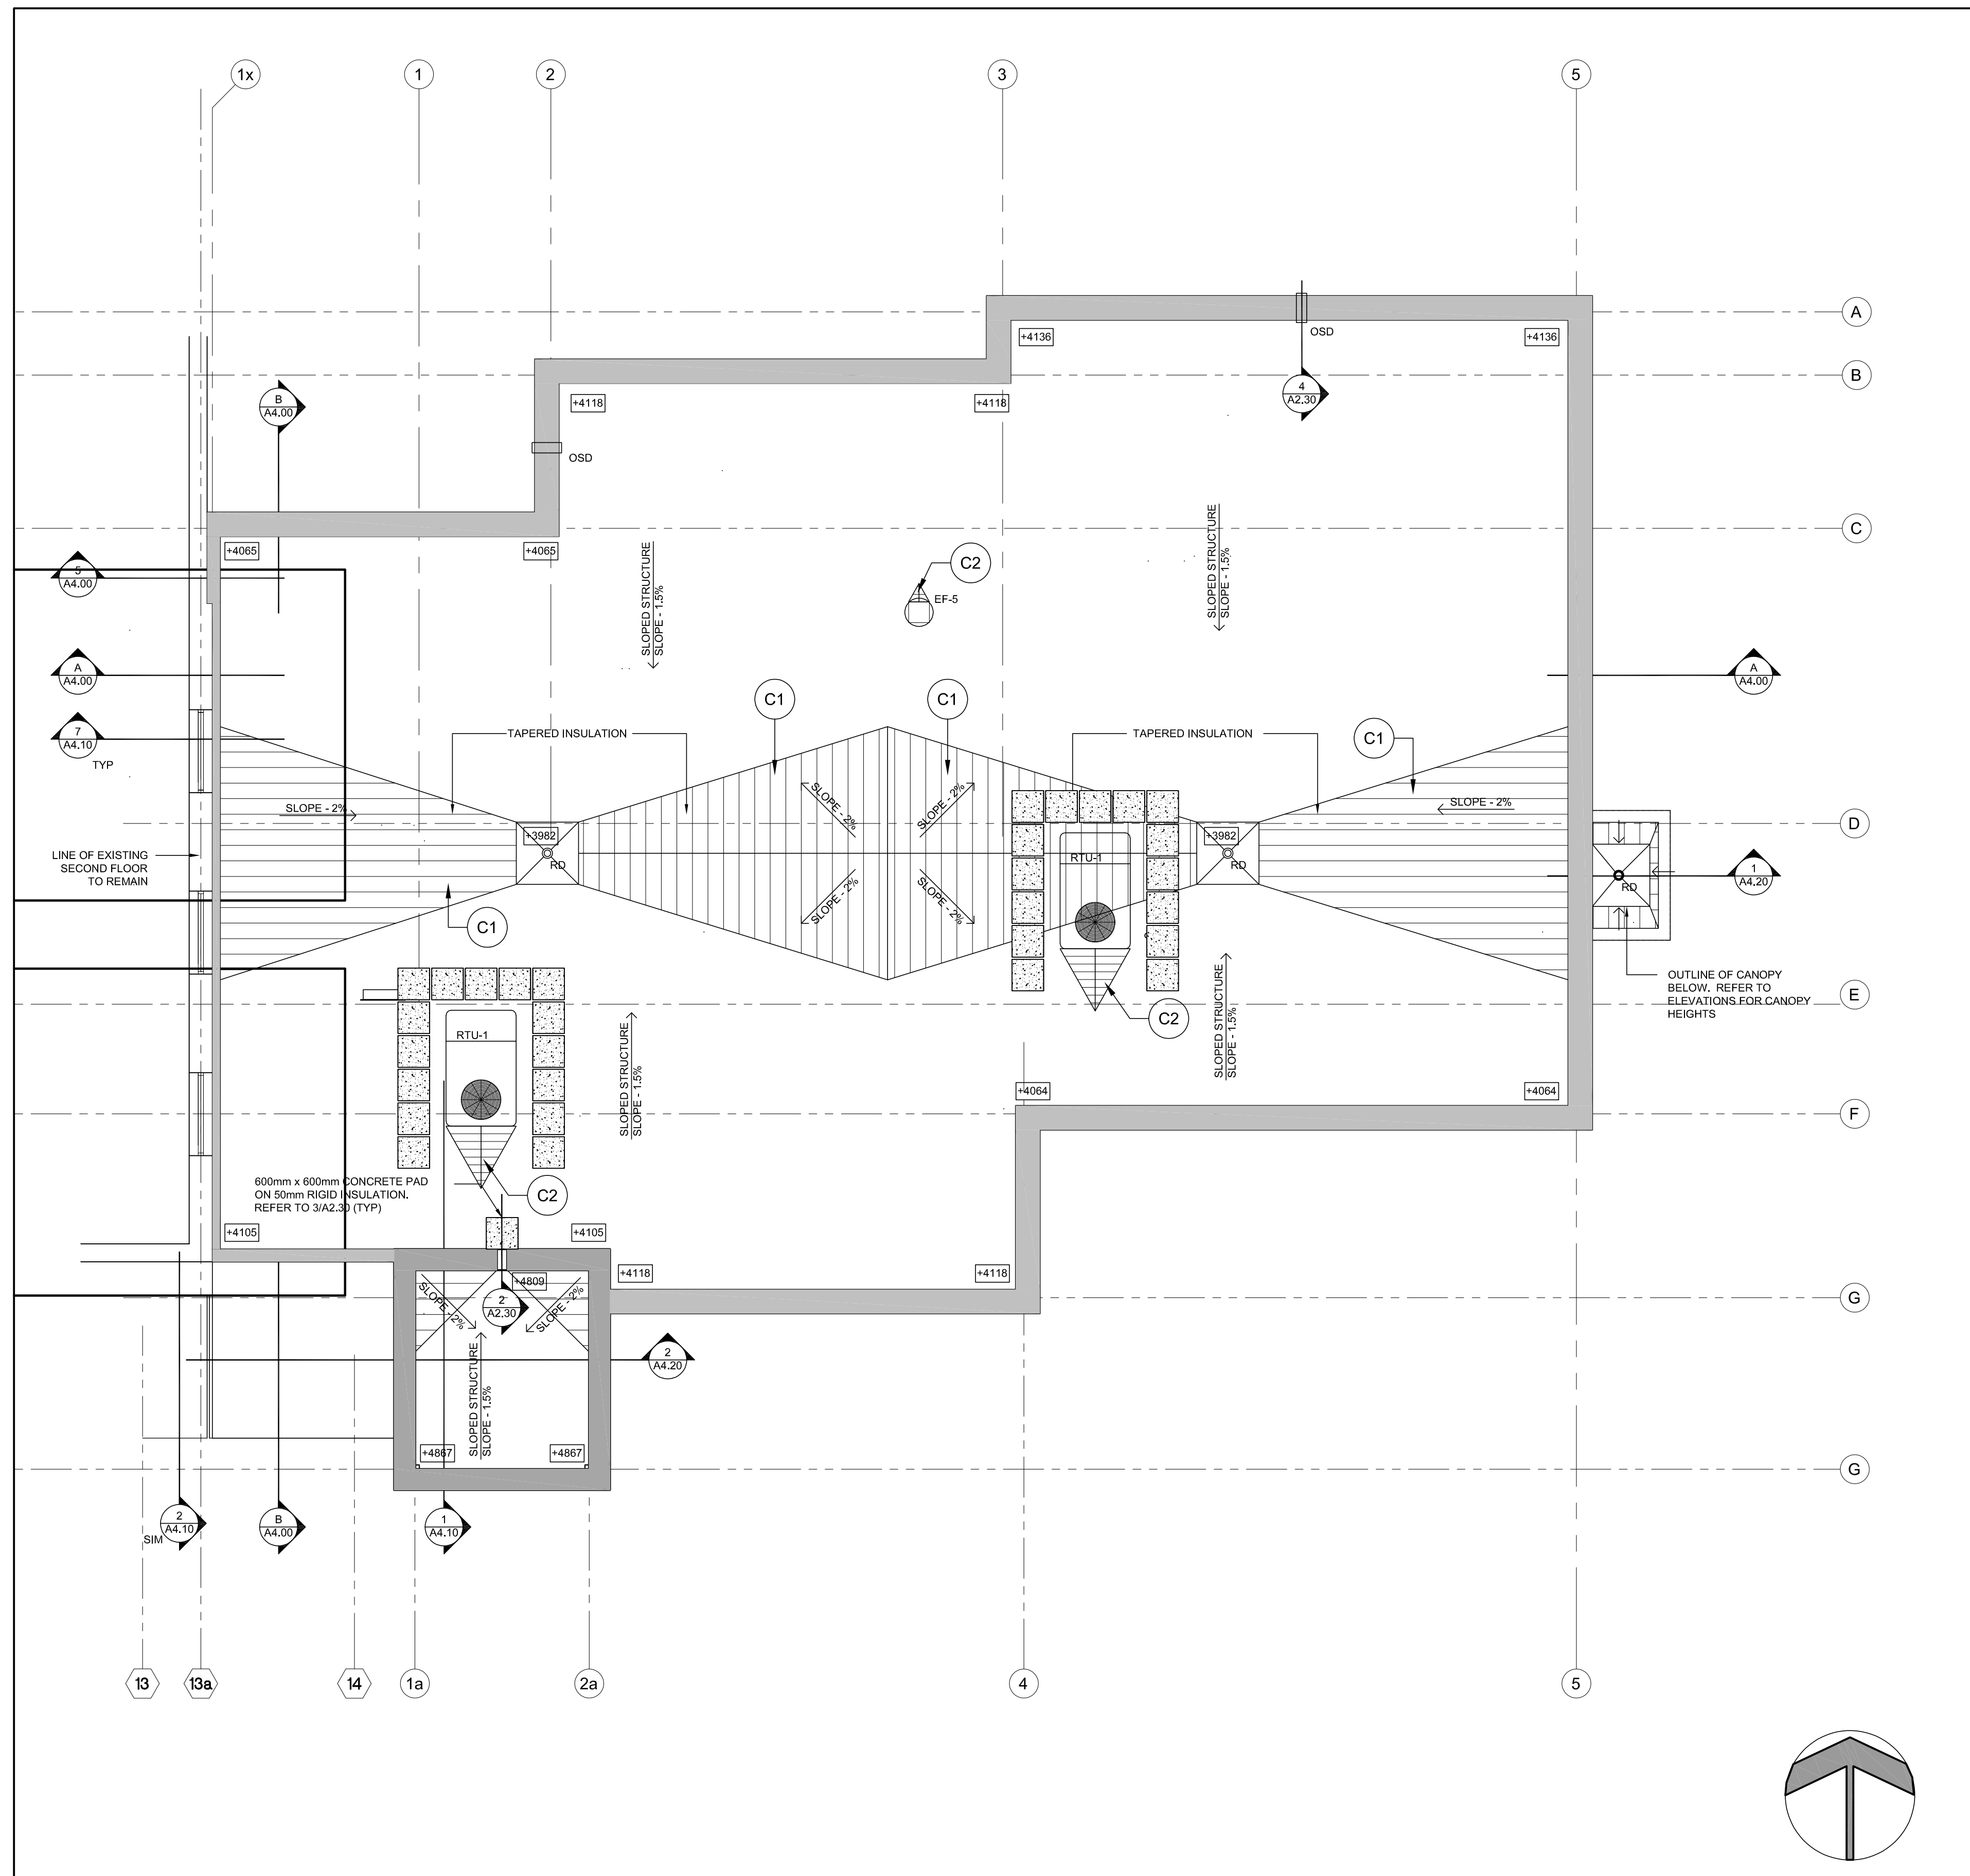 1x
1
2
3
5
A
+4136
+4136
OSD
B
4
A2.30
B
A4.00
+4118
+4118
OSD
C
+4065
+4065
SLOPED STRUCTURE
SLOPE - 1.5%
SLOPED STRUCTURE
SLOPE - 1.5%
C2
EF-5
5
A4.00
A
A4.00
A
A4.00
C1
C1
C1
7
A4.10
TYP
TAPERED INSULATION
TAPERED INSULATION
SLOPE - 2%
SLOPE - 2%
SLOPE - 2%
SLOPE - 2%
D
+3982
RD
+3982
RD
RTU-1
LINE OF EXISTING
SECOND FLOOR
TO REMAIN
SLOPE - 2%
SLOPE - 2%
1
A4.20
RD
C1
OUTLINE OF CANOPY
BELOW. REFER TO
ELEVATIONS FOR CANOPY
HEIGHTS
E
C2
RTU-1
SLOPED STRUCTURE
SLOPE - 1.5%
SLOPED STRUCTURE
SLOPE - 1.5%
+4064
+4064
F
600mm x 600mm CONCRETE PAD
ON 50mm RIGID INSULATION.
REFER TO 3/A2.30 (TYP)
C2
+4105
+4105
+4118
+4118
+4809
SLOPE - 2%
SLOPE - 2%
2
A2.30
G
2
A4.20
SLOPED STRUCTURE
SLOPE - 1.5%
+4867
+4867
G
2
A4.10
SIM
B
A4.00
1
A4.10
13
13a
14
1a
2a
4
5